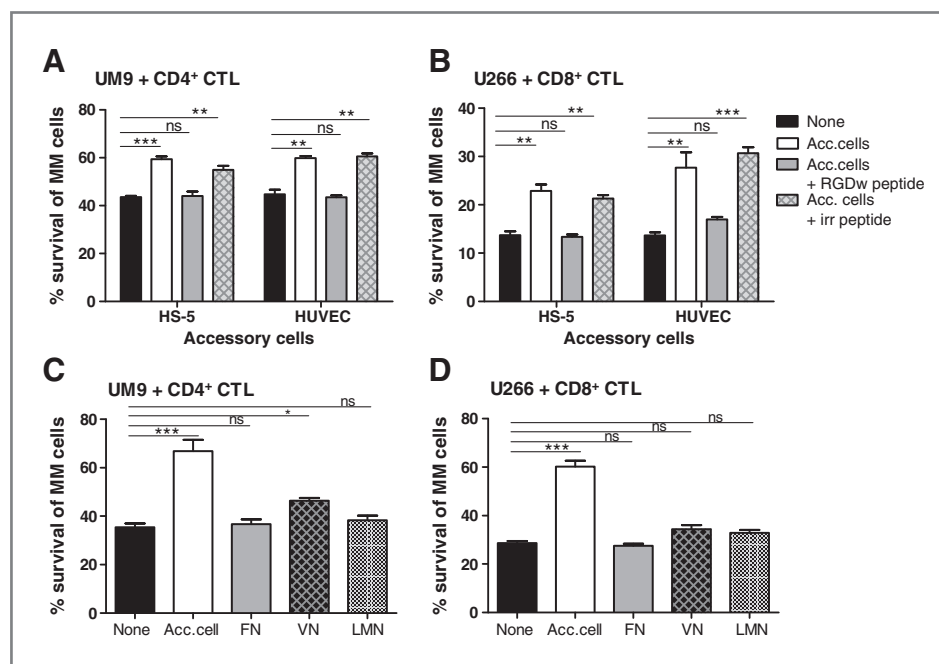 A
UM9 + CD4+ CTL
% survival of MM cells
80
60
40
20
0
**
ns
***
**
ns
**
HS-5
HUVEC
Accessory cells
B
U266 + CD8+ CTL
% survival of MM cells
40
30
20
10
0
**
ns
**
***
ns
**
HS-5
HUVEC
Accessory cells
None
Acc.cells
Acc.cells
+ RGDw peptide
Acc. cells
+ irr peptide
C
UM9 + CD4+ CTL
% survival of MM cells
80
60
40
20
0
ns
*
ns
***
None
Acc.cell
FN
VN
LMN
D
U266 + CD8+ CTL
% survival of MM cells
80
60
40
20
0
ns
ns
ns
***
None
Acc.cell
FN
VN
LMN